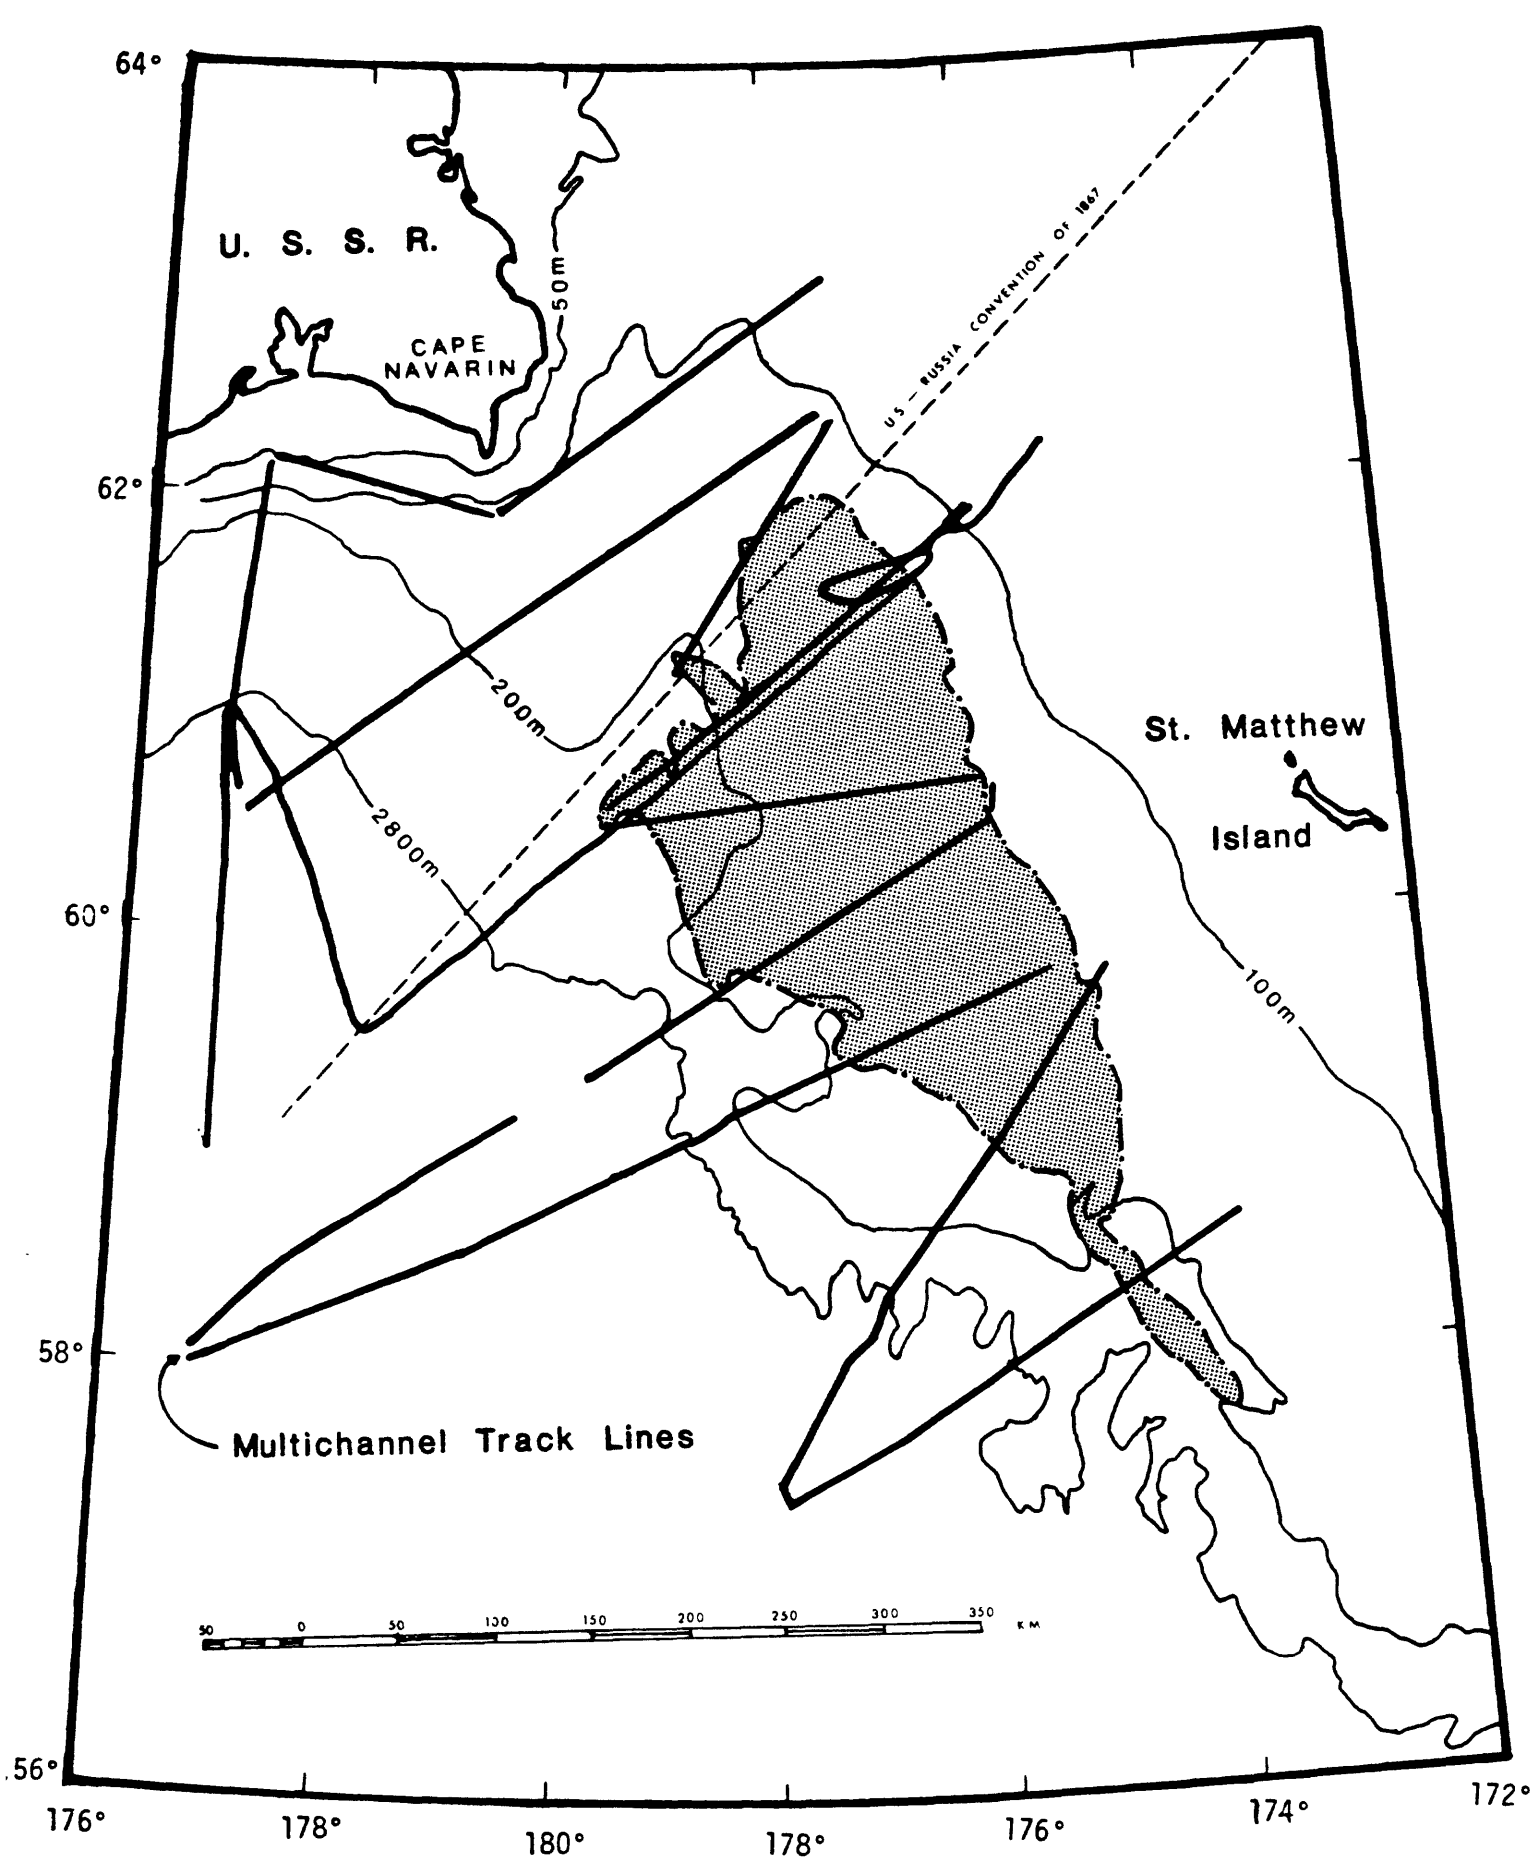 64°
U. S. S. R.
50m
US — RUSSIA CONVENTION OF 1867
CAPE
NAVARIN
62°
200m
St. Matthew
Island
2800m
60°
100m
58°
Multichannel Track Lines
50 0 50 100 150 200 250 300 350 KM
56°
176° 178° 180° 178° 176° 174° 172°